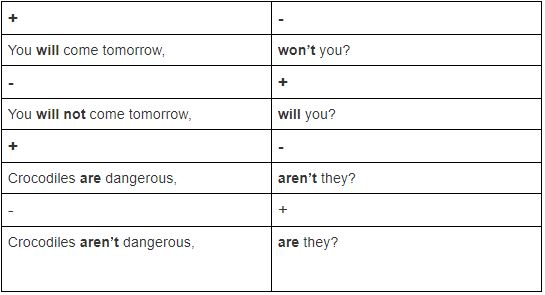 + -
You will come tomorrow, won’t you?
- +
You will not come tomorrow, will you?
+ -
Crocodiles are dangerous, aren’t they?
- +
Crocodiles aren’t dangerous, are they?